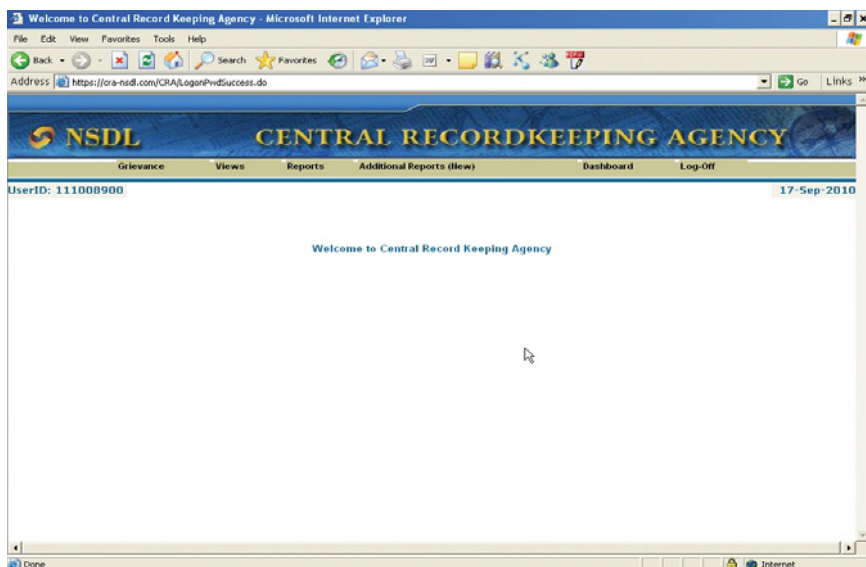 Welcome to Central Record Keeping Agency - Microsoft Internet Explorer
File Edit View Favorites Tools Help
Back Search Favorites
Address https://cra-nsdl.com/CRA/LogonPwdSuccess.do Go Links »
NSDL CENTRAL RECORDKEEPING AGENCY
Grievance Views Reports Additional Reports (New) Dashboard Log-Off
UserID: 111008900 17-Sep-2010
Welcome to Central Record Keeping Agency
Done Internet